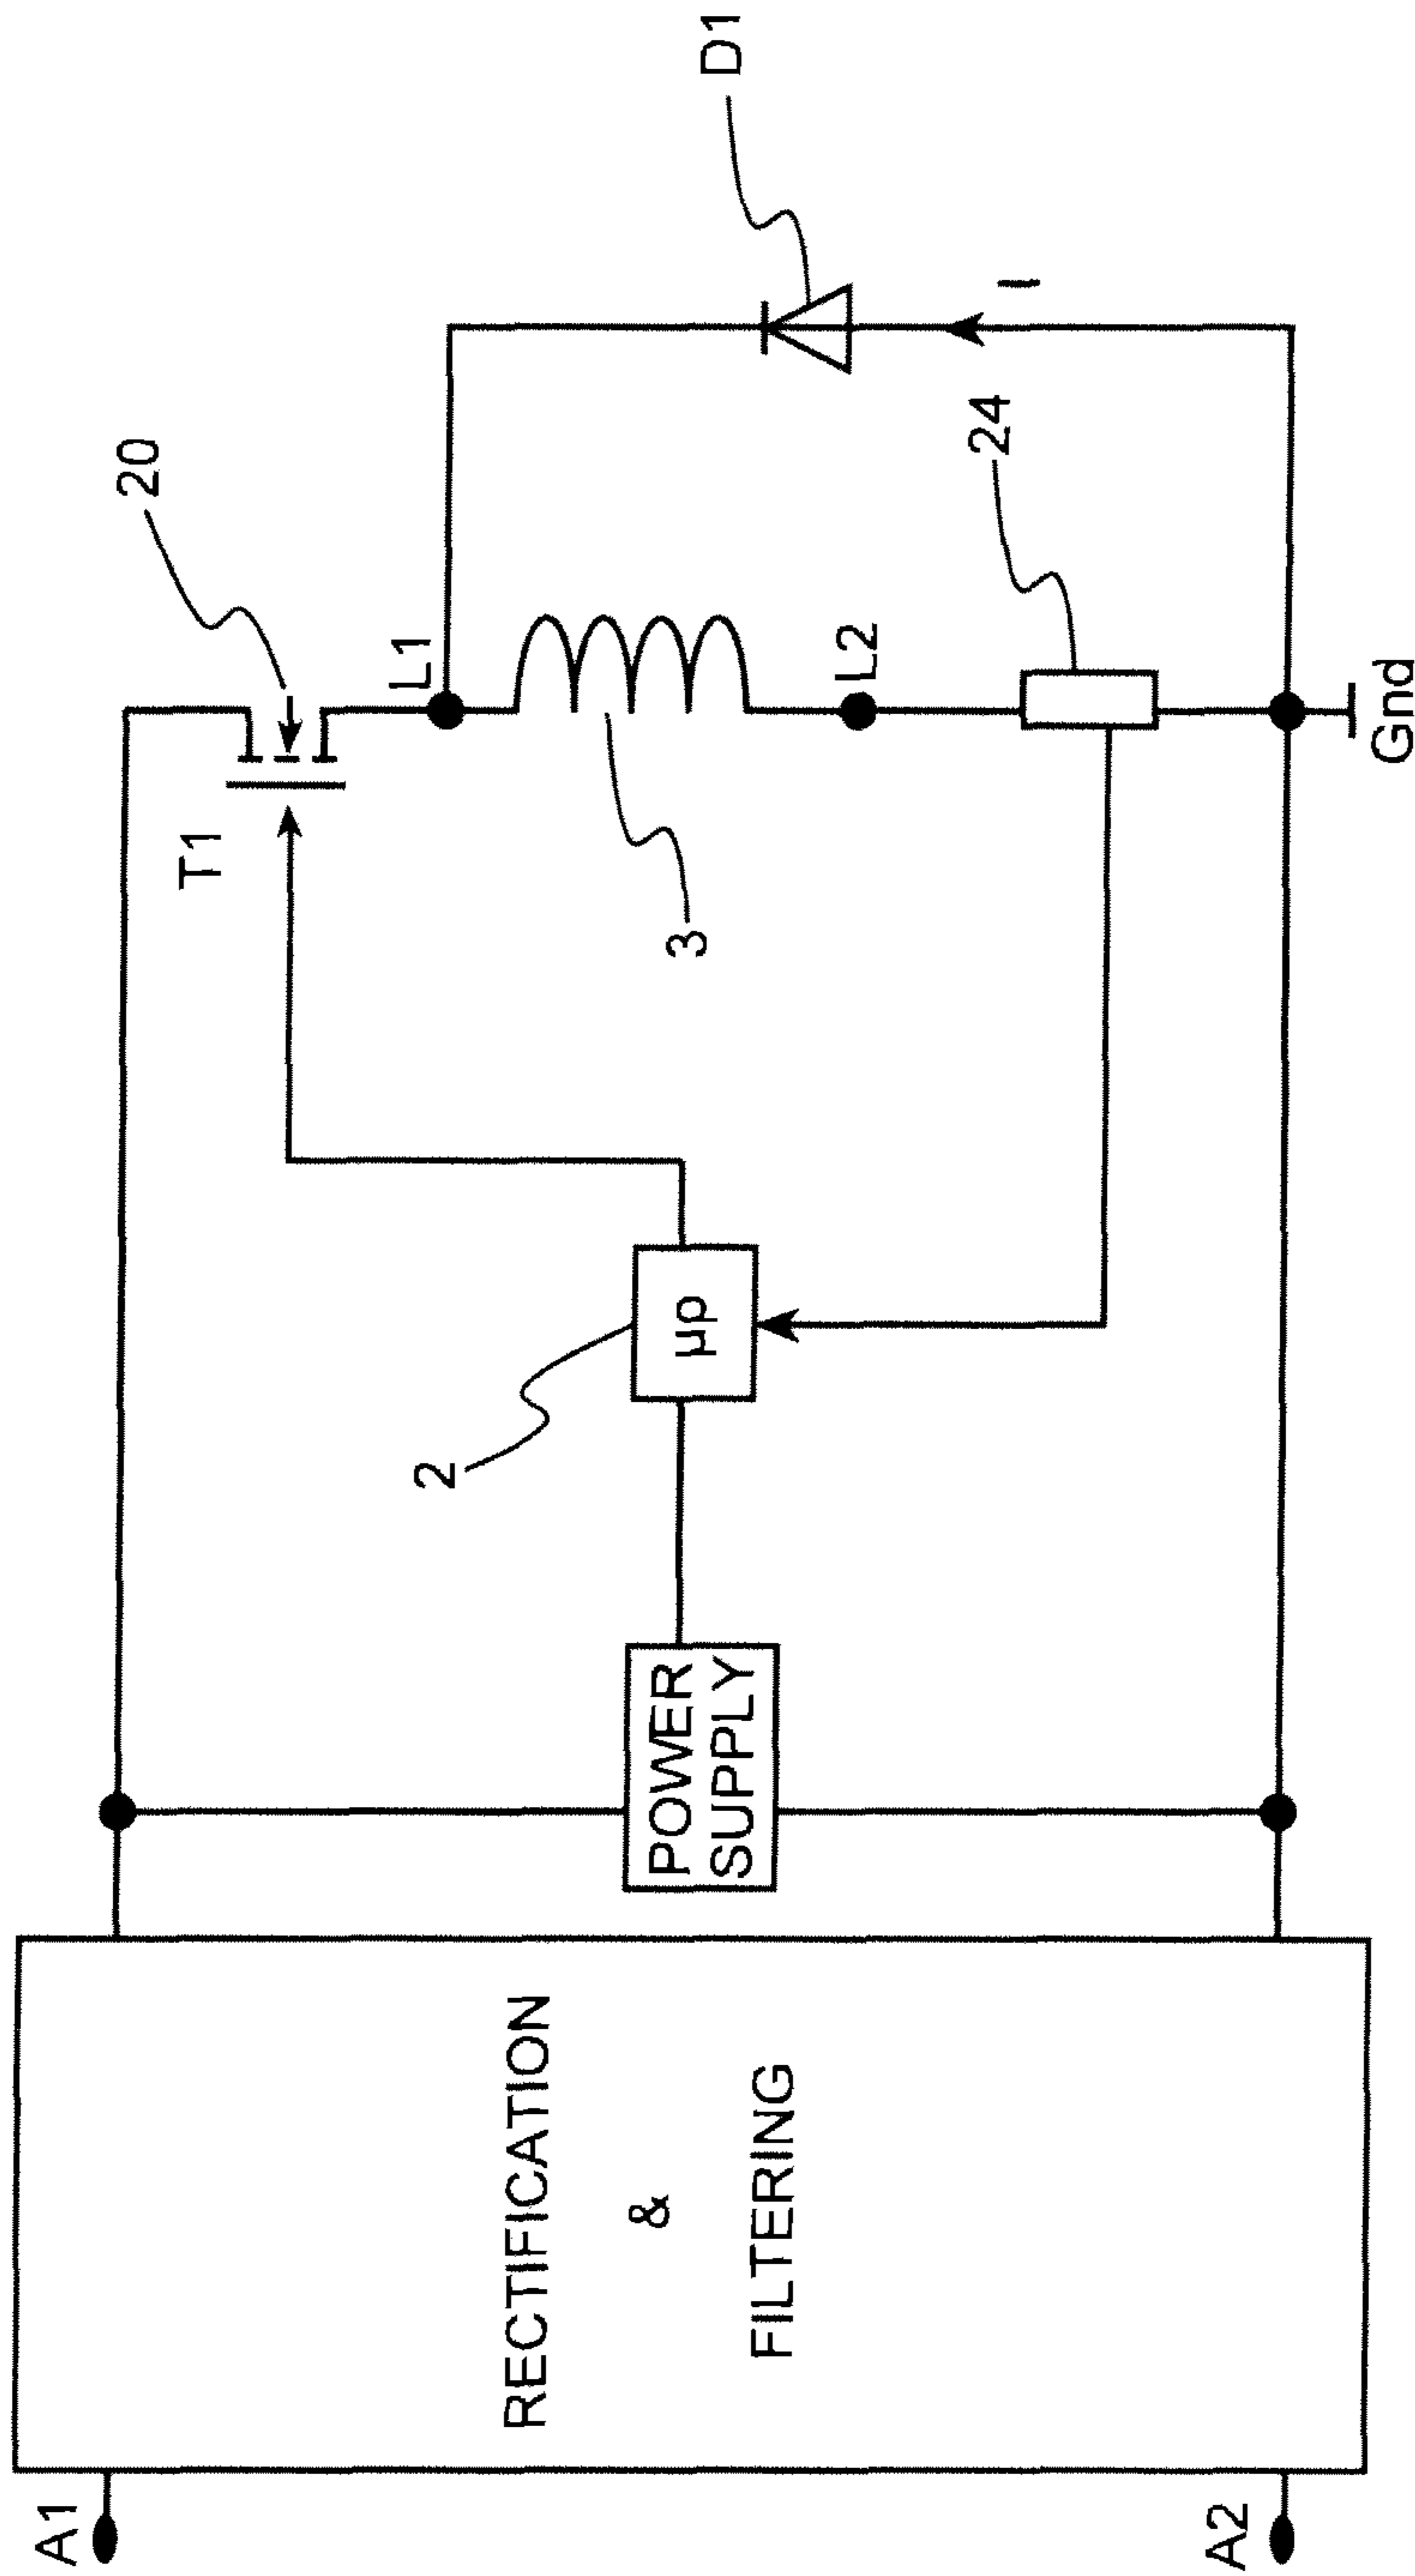 A1
A2
RECTIFICATION
&
FILTERING
POWER
SUPPLY
2
µp
T1
20
L1
3
L2
24
Gnd
D1
I